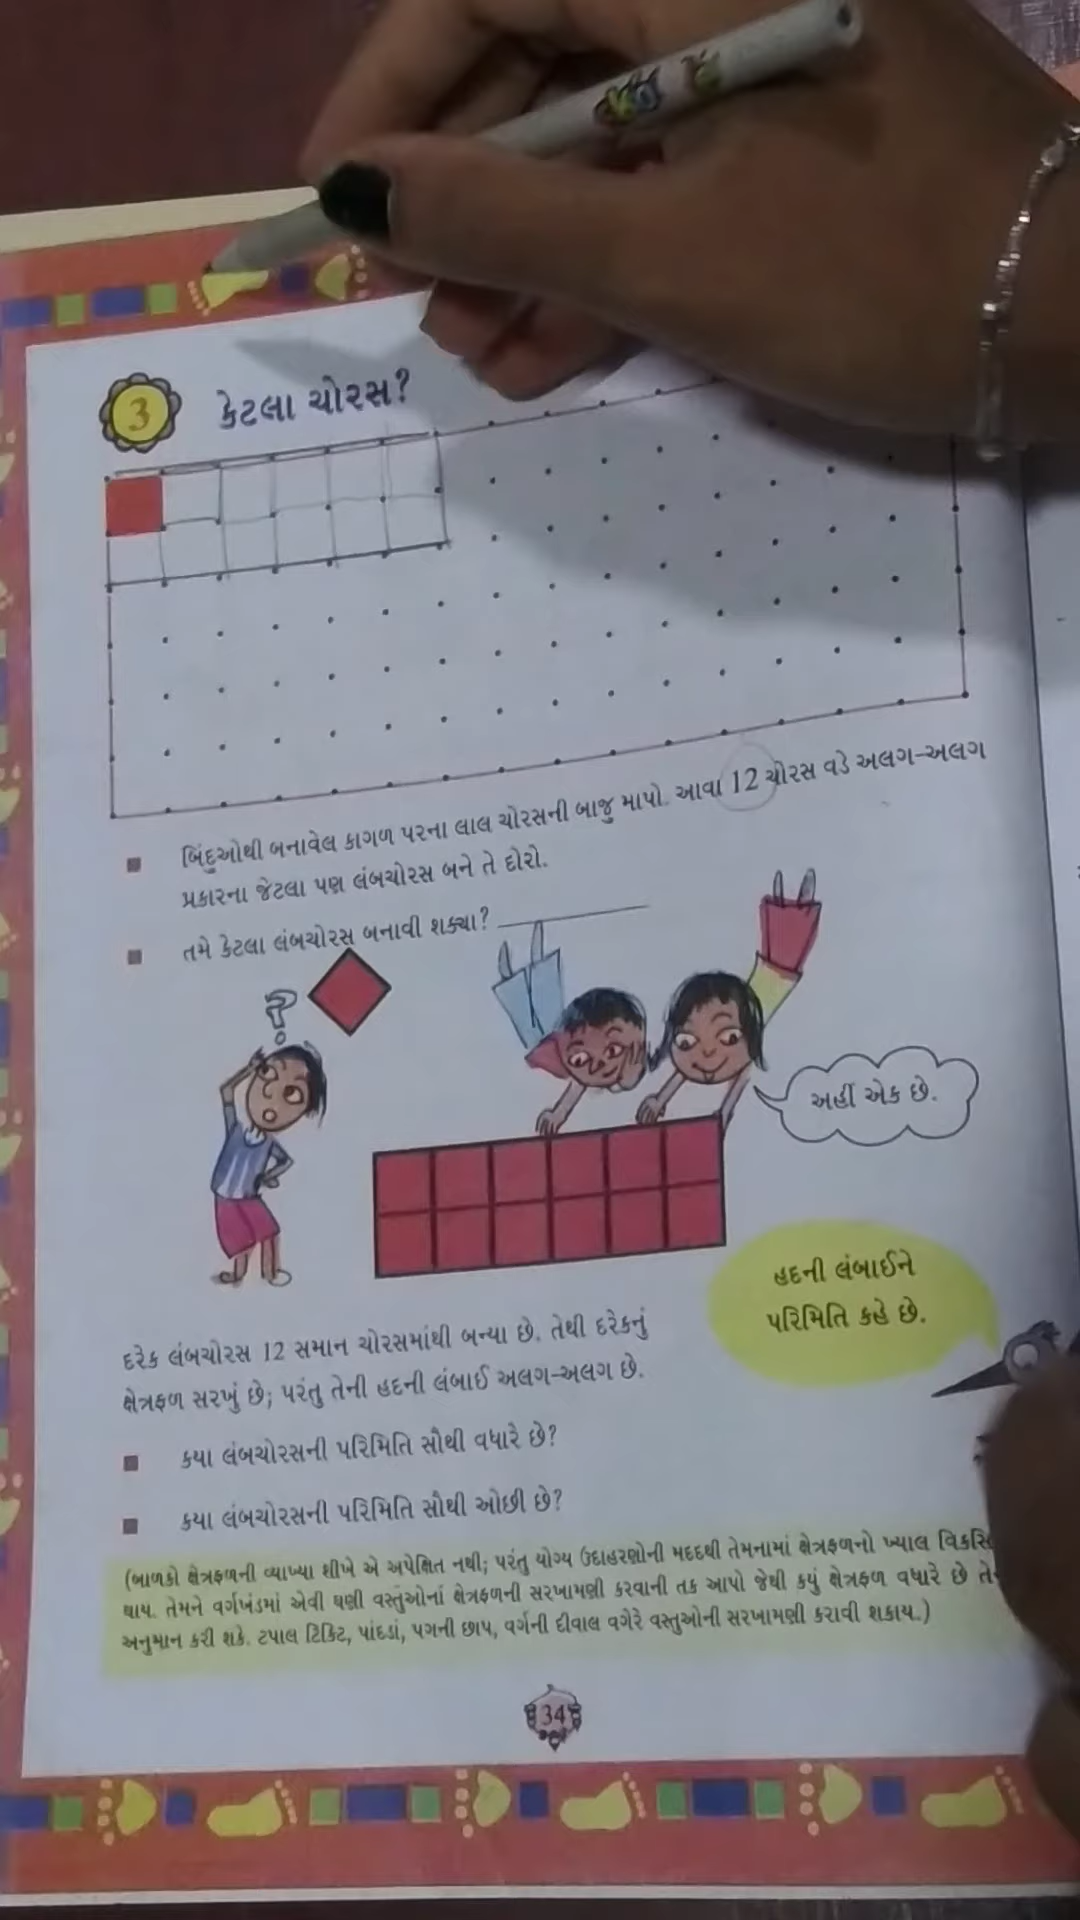 3 કેટલા ચોરસ?
બિંદુઓથી બનાવેલ કાગળ પરના લાલ ચોરસની બાજુ માપો. આવા 12 ચોરસ વડે અલગ-અલગ
પ્રકારના જેટલા પણ લંબચોરસ બને તે દોરો.
તમે કેટલા લંબચોરસ બનાવી શક્યા?
?
અહીં એક છે.
હદની લંબાઈને
પરિમિતિ કહે છે.
દરેક લંબચોરસ 12 સમાન ચોરસમાંથી બન્યા છે. તેથી દરેકનું
ક્ષેત્રફળ સરખું છે; પરંતુ તેની હદની લંબાઈ અલગ-અલગ છે.
કયા લંબચોરસની પરિમિતિ સૌથી વધારે છે?
કયા લંબચોરસની પરિમિતિ સૌથી ઓછી છે?
(બાળકો ક્ષેત્રફળની વ્યાખ્યા શીખે એ અપેક્ષિત નથી; પરંતુ યોગ્ય ઉદાહરણોની મદદથી તેમનામાં ક્ષેત્રફળનો ખ્યાલ
થાય. તેમને વર્ગખંડમાં એવી ઘણી વસ્તુઓનાં ક્ષેત્રફળની સરખામણી કરવાની તક આપો જેથી કયું ક્ષેત્રફળ વધારે છે
અનુમાન કરી શકે. ટપાલ ટિકિટ, પાંદડાં, પગની છાપ, વર્ગની દીવાલ વગેરે વસ્તુઓની સરખામણી કરાવી શકાય.)
34